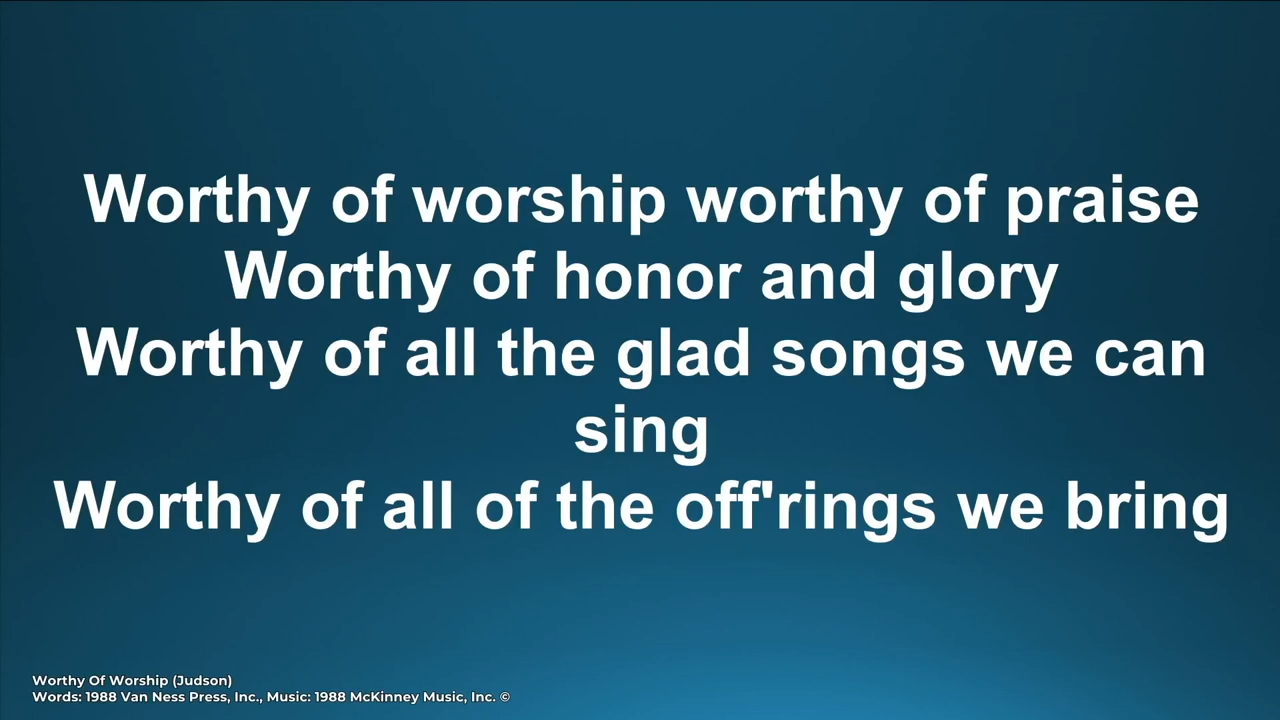 Worthy of worship worthy of praise
Worthy of honor and glory
Worthy of all the glad songs we can
sing
Worthy of all of the off'rings we bring
Worthy Of Worship (Judson)
Words: 1988 Van Ness Press, Inc., Music: 1988 McKinney Music, Inc. ©